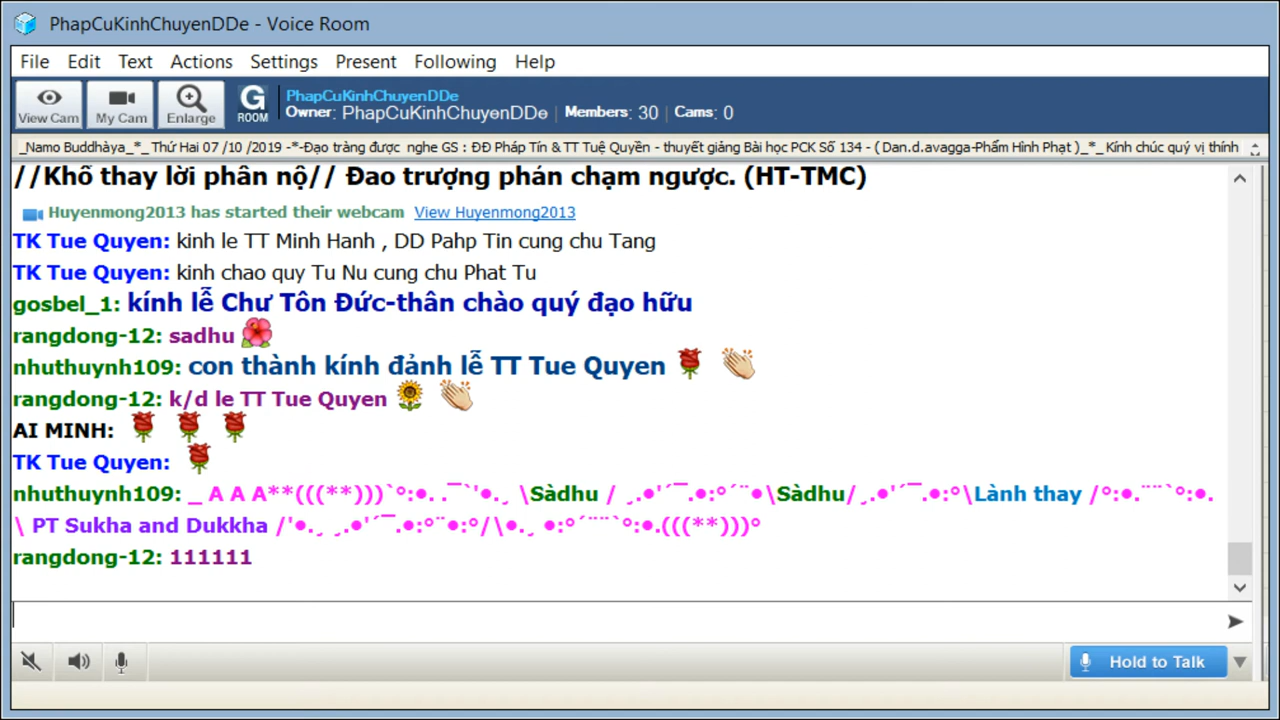 PhapCuKinhChuyenDDe - Voice Room
File Edit Text Actions Settings Present Following Help
View Cam My Cam Enlarge G ROOM PhapCuKinhChuyenDDe
Owner: PhapCuKinhChuyenDDe | Members: 30 | Cams: 0
_Namo Buddhàya_*_ Thứ Hai 07 /10 /2019 -*-Đạo tràng được nghe GS : ĐĐ Pháp Tín & TT Tuệ Quyền - thuyết giảng Bài học PCK Số 134 - ( Dan.d.avagga-Phẩm Hình Phạt )_*_ Kính chúc quý vị thính
//Khổ thay lời phân nộ// Đao trượng phán chạm ngược. (HT-TMC)
Huyenmong2013 has started their webcam View Huyenmong2013
TK Tue Quyen: kinh le TT Minh Hanh , DD Pahp Tin cung chu Tang
TK Tue Quyen: kinh chao quy Tu Nu cung chu Phat Tu
gosbel_1: kính lễ Chư Tôn Đức-thân chào quý đạo hữu
rangdong-12: sadhu
nhuthuynh109: con thành kính đảnh lễ TT Tue Quyen
rangdong-12: k/d le TT Tue Quyen
AI MINH:
TK Tue Quyen:
nhuthuynh109: _ A A A**(((**)))`°:•. .¯`'•.¸ \Sàdhu / ¸.•'´¯.•:°´¨•\Sàdhu/¸.•'´¯.•:°\Lành thay /°:•.¨¨`°:•.
\ PT Sukha and Dukkha /'•.¸ ¸.•'´¯.•:°¨•:°/\•.¸ •:°´¨¨`°:•.(((**)))°
rangdong-12: 111111
Hold to Talk